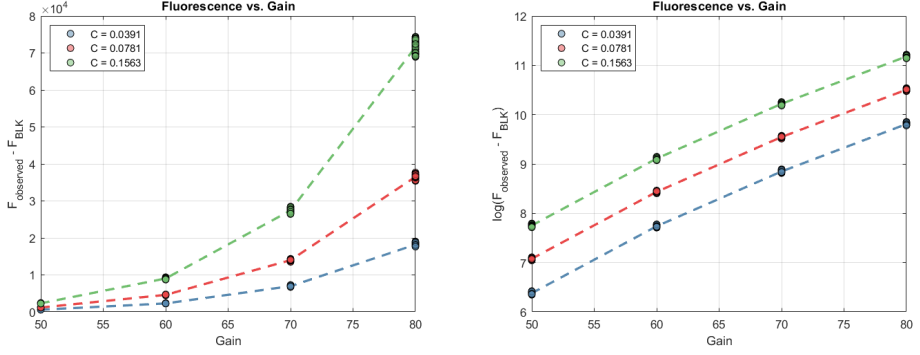 Fluorescence vs. Gain
×10⁴
8
7
6
5
4
3
2
1
0
F_observed - F_BLK
C = 0.0391
C = 0.0781
C = 0.1563
50 55 60 65 70 75 80
Gain
Fluorescence vs. Gain
12
11
10
9
8
7
6
log(F_observed - F_BLK)
C = 0.0391
C = 0.0781
C = 0.1563
50 55 60 65 70 75 80
Gain